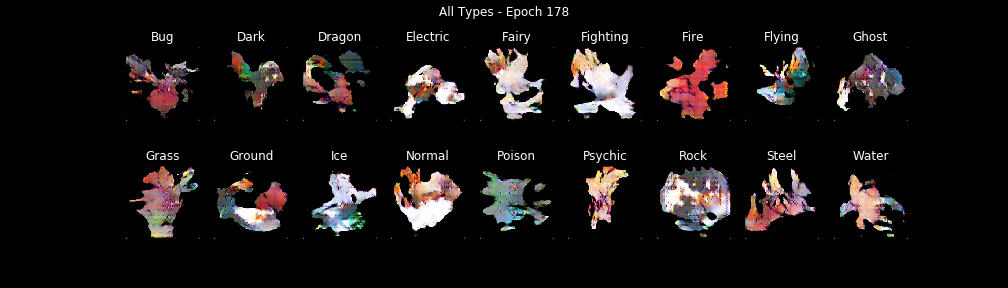 All Types - Epoch 178
Bug Dark Dragon Electric Fairy Fighting Fire Flying Ghost
Grass Ground Ice Normal Poison Psychic Rock Steel Water